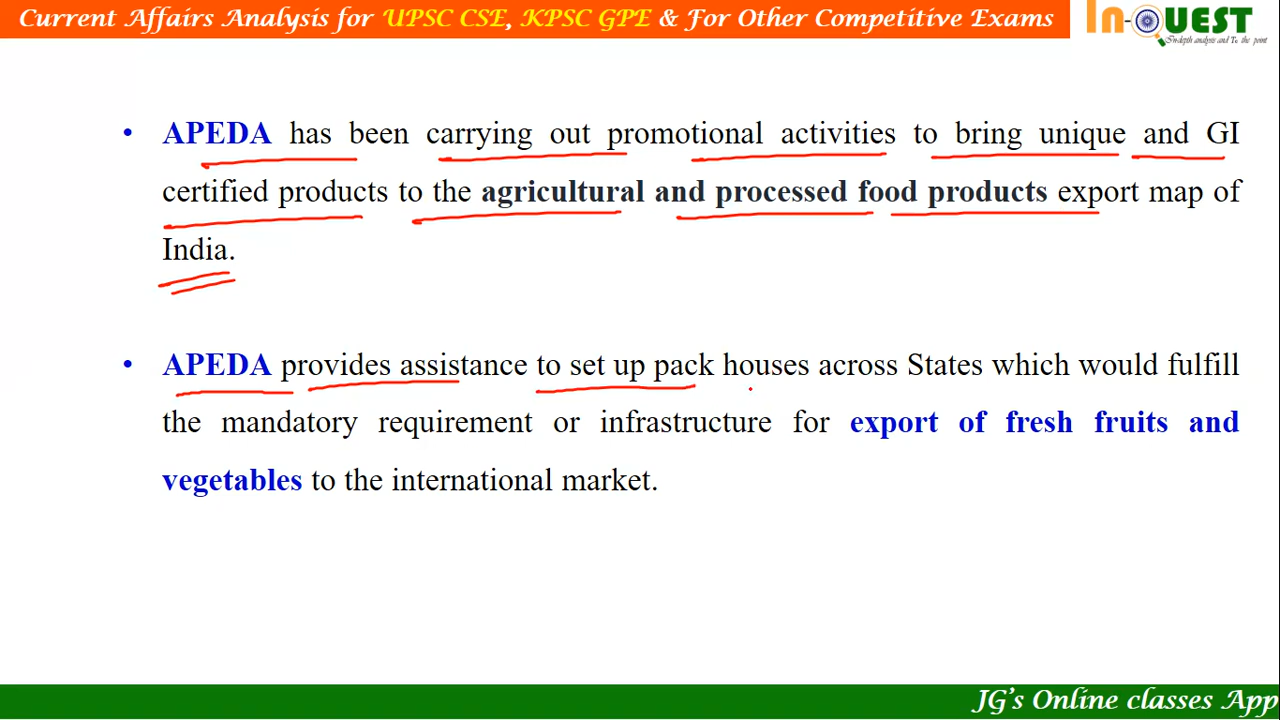 Current Affairs Analysis for UPSC CSE, KPSC GPE & For Other Competitive Exams
In-QUEST
In-depth analysis and To the point
• APEDA has been carrying out promotional activities to bring unique and GI
certified products to the agricultural and processed food products export map of
India.
• APEDA provides assistance to set up pack houses across States which would fulfill
the mandatory requirement or infrastructure for export of fresh fruits and
vegetables to the international market.
JG's Online classes App